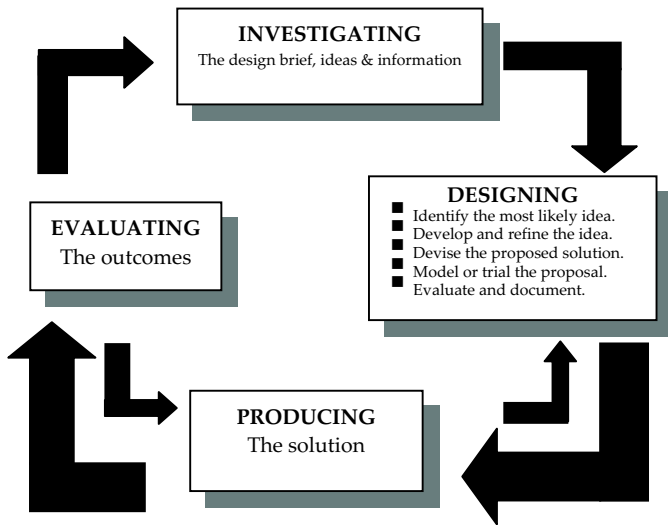 INVESTIGATING
The design brief, ideas & information
DESIGNING
Identify the most likely idea.
Develop and refine the idea.
Devise the proposed solution.
Model or trial the proposal.
Evaluate and document.
EVALUATING
The outcomes
PRODUCING
The solution